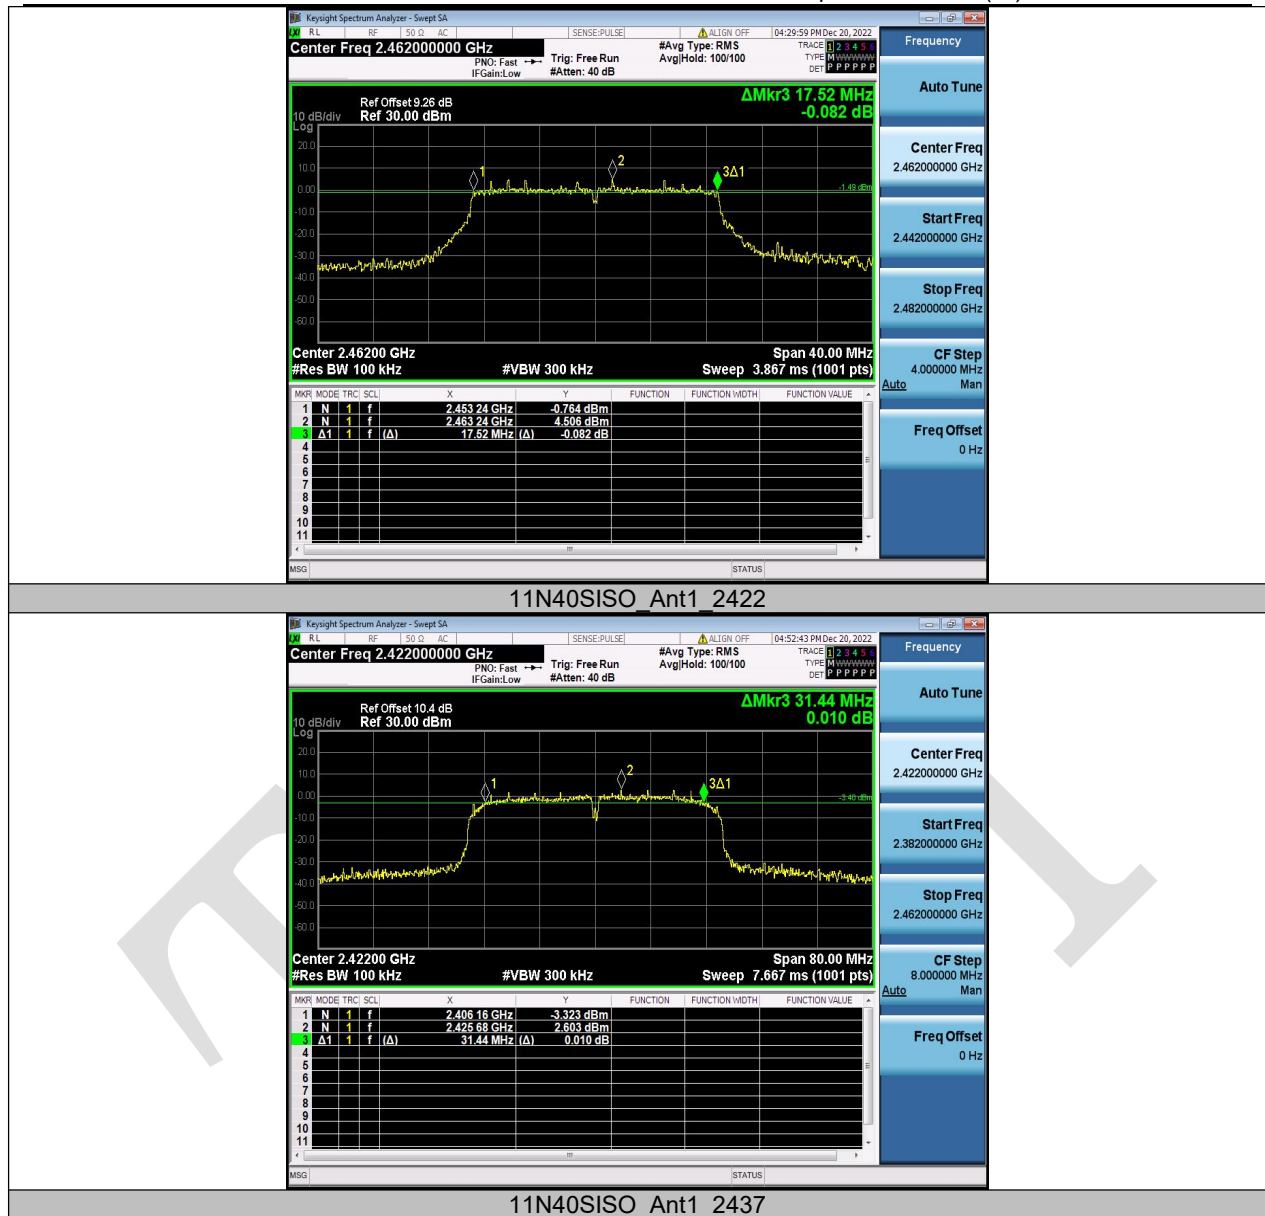 Keysight Spectrum Analyzer - Swept SA
LXI RL RF 50 Ω AC SENSE:PULSE ALIGN OFF 04:29:59 PM Dec 20, 2022
Center Freq 2.462000000 GHz
PNO: Fast
IFGain:Low
Trig: Free Run
#Atten: 40 dB
#Avg Type: RMS
Avg|Hold: 100/100
TRACE 1 2 3 4 5 6
TYPE M W W W W W
DET P P P P P P
Ref Offset 9.26 dB
Ref 30.00 dBm
10 dB/div
Log
ΔMkr3 17.52 MHz
-0.082 dB
20.0
10.0
0.00
-10.0
-20.0
-30.0
-40.0
-50.0
-60.0
1
2
3Δ1
-1.49 dBm
Center 2.46200 GHz Span 40.00 MHz
#Res BW 100 kHz #VBW 300 kHz Sweep 3.867 ms (1001 pts)
MKR MODE TRC SCL X Y FUNCTION FUNCTION WIDTH FUNCTION VALUE
1 N 1 f 2.453 24 GHz -0.764 dBm
2 N 1 f 2.463 24 GHz 4.506 dBm
3 Δ1 1 f (Δ) 17.52 MHz (Δ) -0.082 dB
4
5
6
7
8
9
10
11
MSG STATUS
Frequency
Auto Tune
Center Freq
2.462000000 GHz
Start Freq
2.442000000 GHz
Stop Freq
2.482000000 GHz
CF Step
4.000000 MHz
Auto Man
Freq Offset
0 Hz
11N40SISO_Ant1_2422
Keysight Spectrum Analyzer - Swept SA
LXI RL RF 50 Ω AC SENSE:PULSE ALIGN OFF 04:52:43 PM Dec 20, 2022
Center Freq 2.422000000 GHz
PNO: Fast
IFGain:Low
Trig: Free Run
#Atten: 40 dB
#Avg Type: RMS
Avg|Hold: 100/100
TRACE 1 2 3 4 5 6
TYPE M W W W W W
DET P P P P P P
Ref Offset 10.4 dB
Ref 30.00 dBm
10 dB/div
Log
ΔMkr3 31.44 MHz
0.010 dB
20.0
10.0
0.00
-10.0
-20.0
-30.0
-40.0
-50.0
-60.0
1
2
3Δ1
-3.40 dBm
Center 2.42200 GHz Span 80.00 MHz
#Res BW 100 kHz #VBW 300 kHz Sweep 7.667 ms (1001 pts)
MKR MODE TRC SCL X Y FUNCTION FUNCTION WIDTH FUNCTION VALUE
1 N 1 f 2.406 16 GHz -3.323 dBm
2 N 1 f 2.425 68 GHz 2.603 dBm
3 Δ1 1 f (Δ) 31.44 MHz (Δ) 0.010 dB
4
5
6
7
8
9
10
11
MSG STATUS
Frequency
Auto Tune
Center Freq
2.422000000 GHz
Start Freq
2.382000000 GHz
Stop Freq
2.462000000 GHz
CF Step
8.000000 MHz
Auto Man
Freq Offset
0 Hz
11N40SISO_Ant1_2437